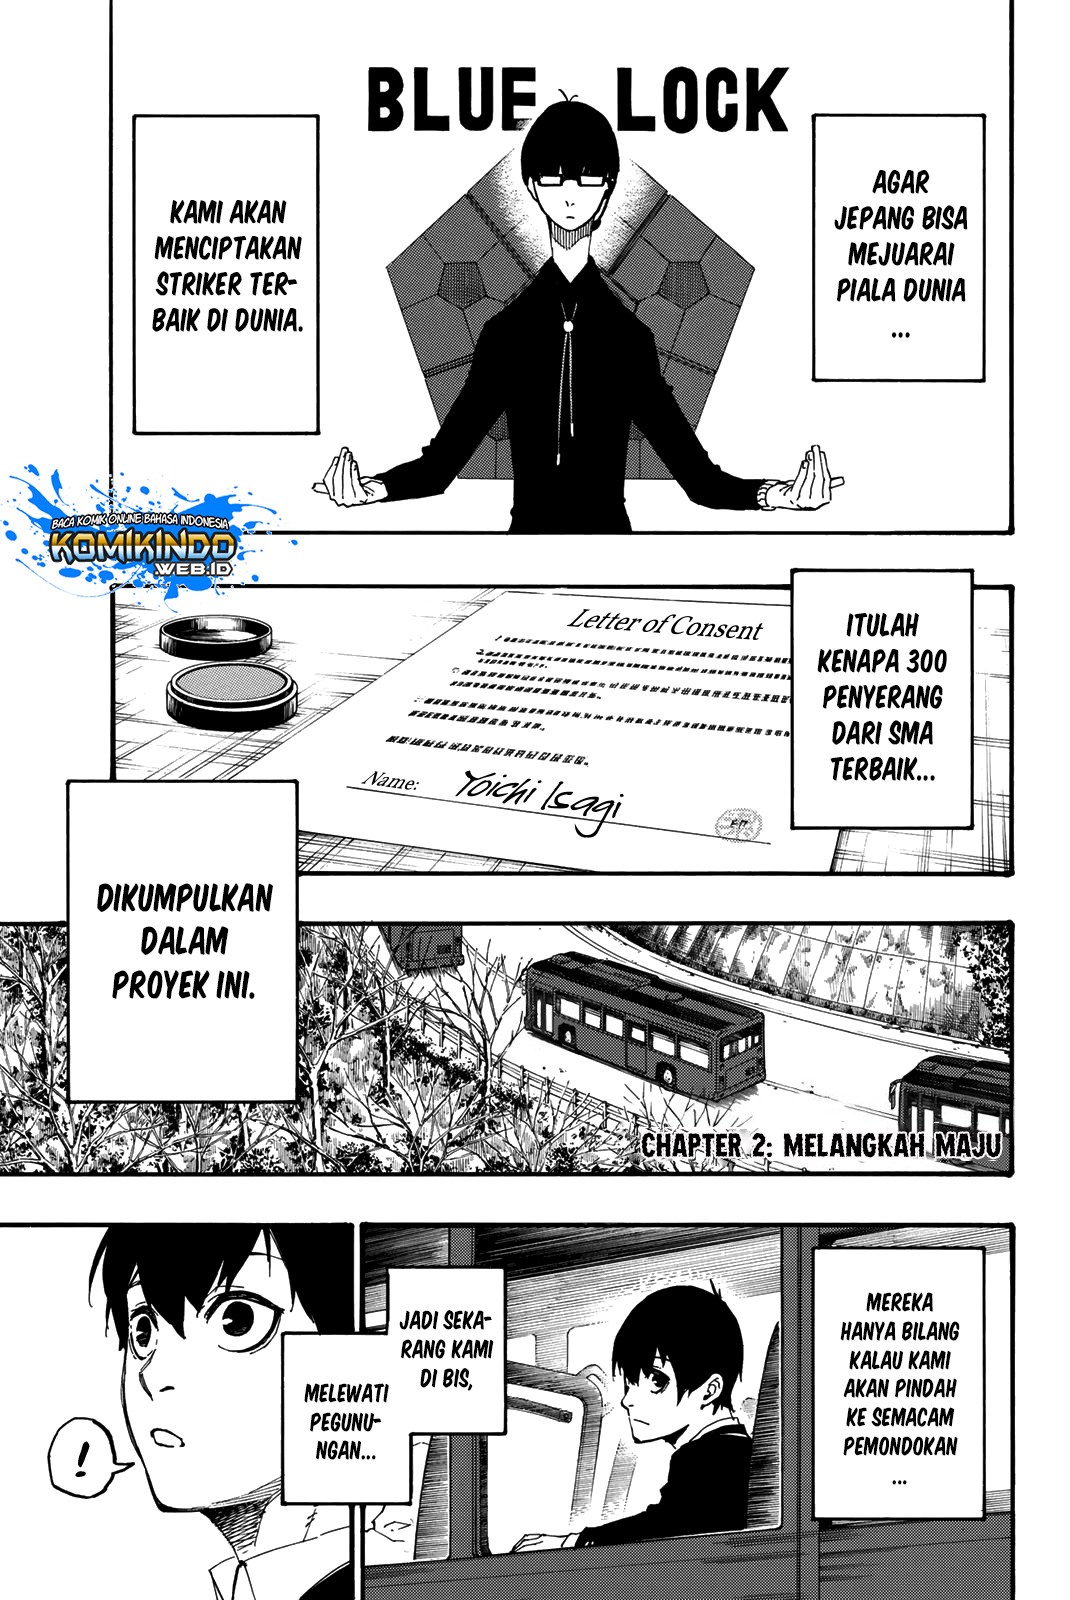 BLUE LOCK
AGAR
JEPANG BISA
MEJUARAI
PIALA DUNIA
...
KAMI AKAN
MENCIPTAKAN
STRIKER TER-
BAIK DI DUNIA.
BACA KOMIK ONLINE BAHASA INDONESIA
KOMIKINDO
.WEB.ID
Letter of Consent
Name: Yoichi Isagi
ITULAH
KENAPA 300
PENYERANG
DARI SMA
TERBAIK...
DIKUMPULKAN
DALAM
PROYEK INI.
CHAPTER 2: MELANGKAH MAJU
MEREKA
HANYA BILANG
KALAU KAMI
AKAN PINDAH
KE SEMACAM
PEMONDOKAN
...
JADI SEKA-
RANG KAMI
DI BIS,
MELEWATI
PEGUNU-
NGAN...
!